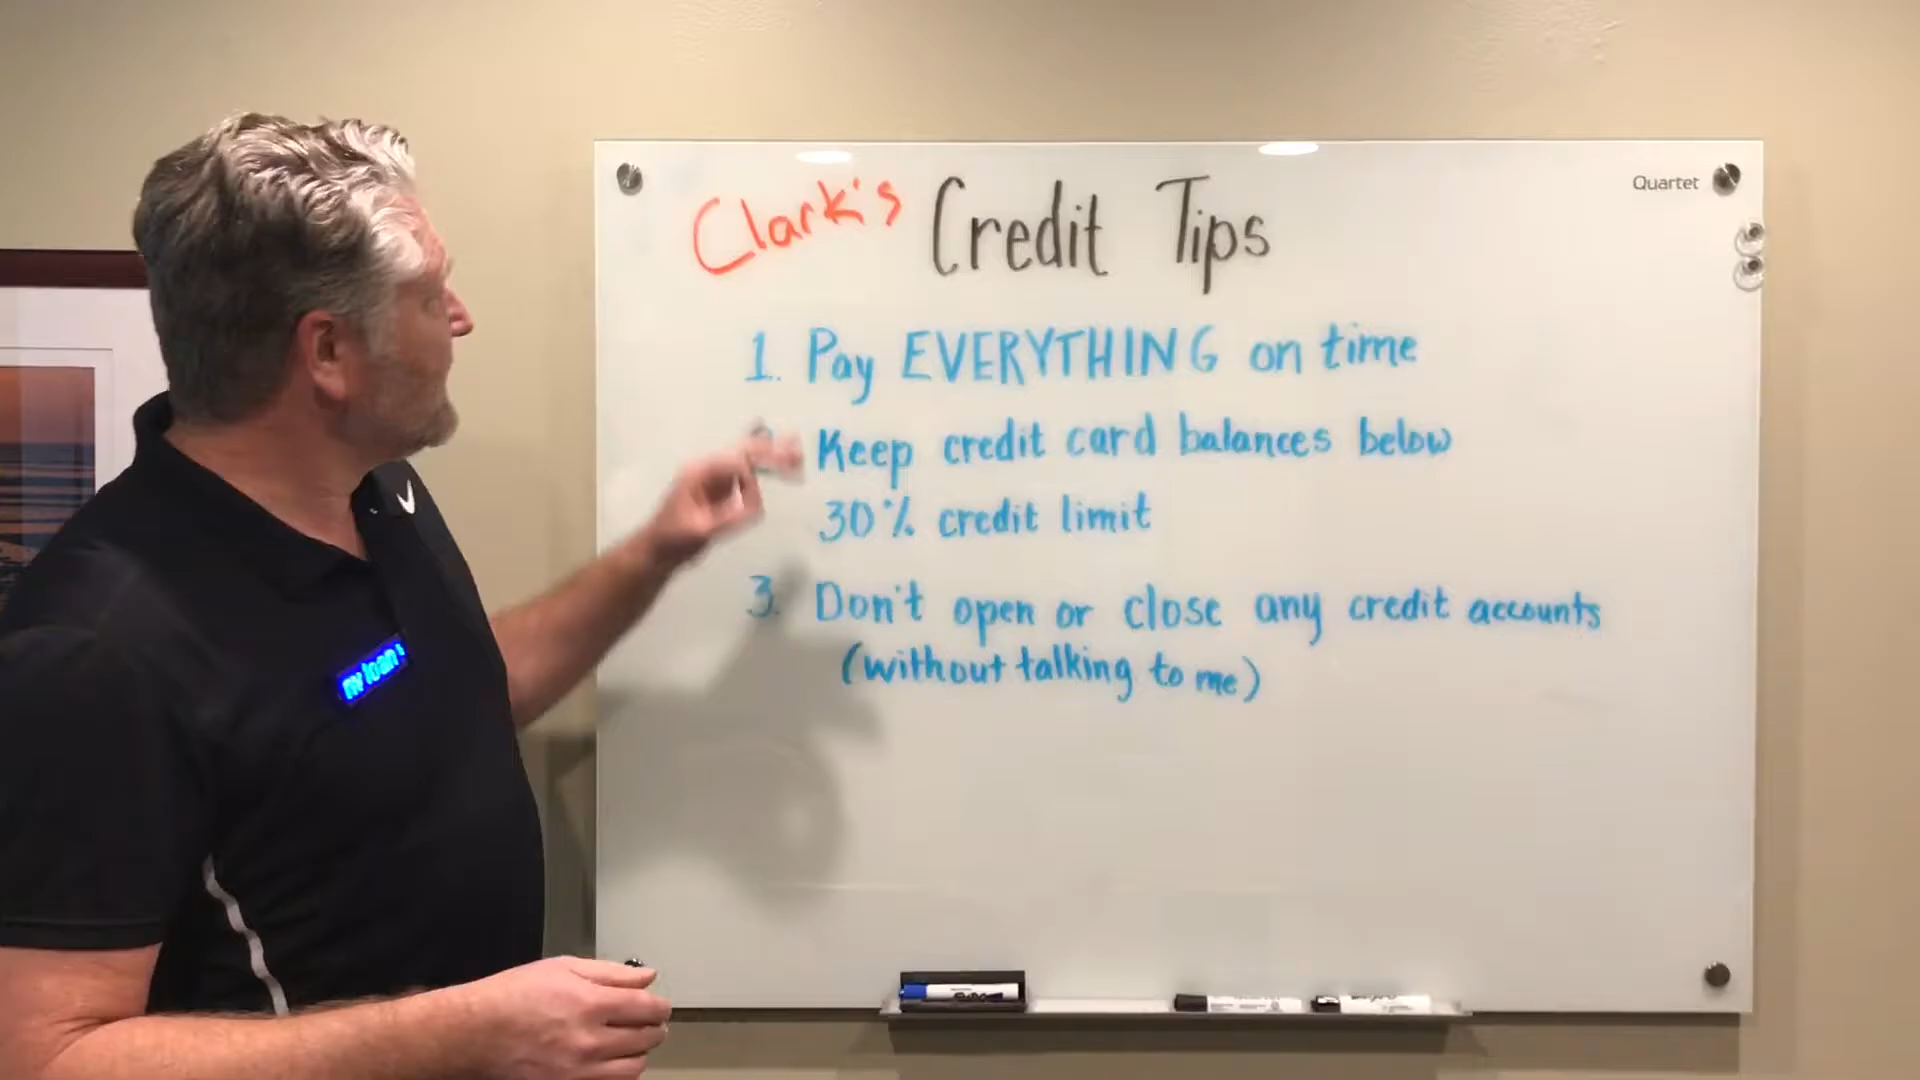 Clark's Credit Tips
Quartet
1. Pay EVERYTHING on time
2. Keep credit card balances below
30% credit limit
3. Don't open or close any credit accounts
(without talking to me)